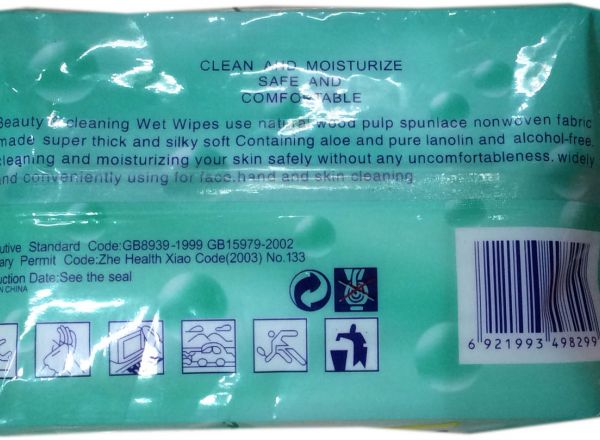 CLEAN AND MOISTURIZE
SAFE AND
COMFORTABLE
Beauty cleaning Wet Wipes use natural wood pulp spunlace nonwoven fabric
made super thick and silky soft Containing aloe and pure lanolin and alcohol-free.
cleaning and moisturizing your skin safely without any uncomfortableness. widely
and conveniently using for face.hand and skin cleaning
utive Standard Code:GB8939-1999 GB15979-2002
ary Permit Code:Zhe Health Xiao Code(2003) No.133
uction Date:See the seal
IN CHINA
6 921993 498299